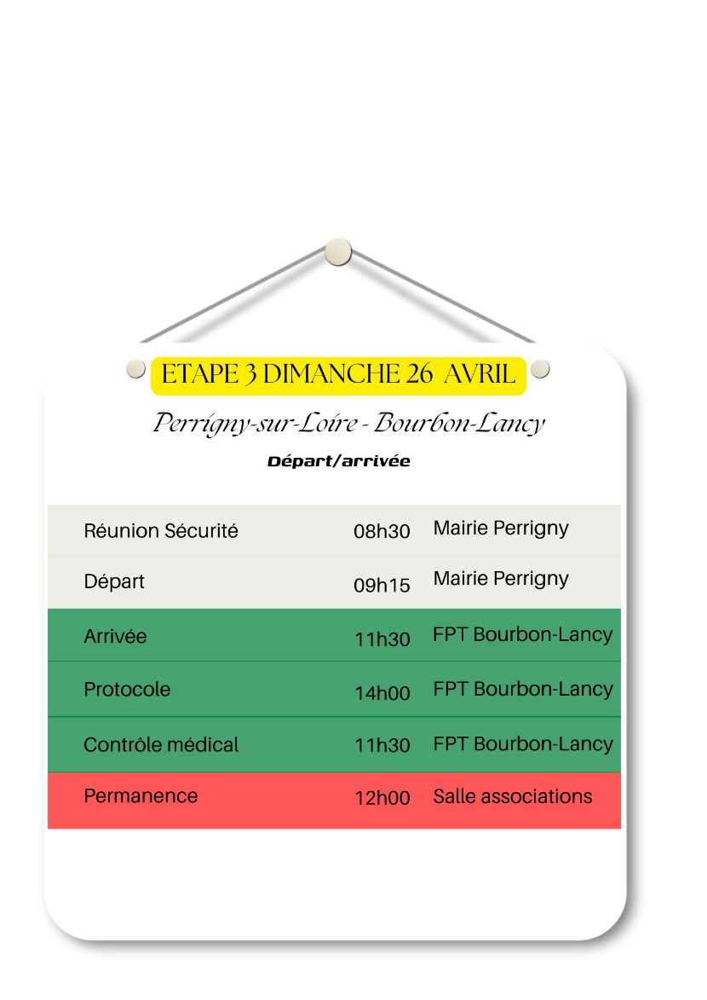 ETAPE 3 DIMANCHE 26 AVRIL
Perrigny-sur-Loire - Bourbon-Lancy
Départ/arrivée
Réunion Sécurité 08h30 Mairie Perrigny
Départ 09h15 Mairie Perrigny
Arrivée 11h30 FPT Bourbon-Lancy
Protocole 14h00 FPT Bourbon-Lancy
Contrôle médical 11h30 FPT Bourbon-Lancy
Permanence 12h00 Salle associations